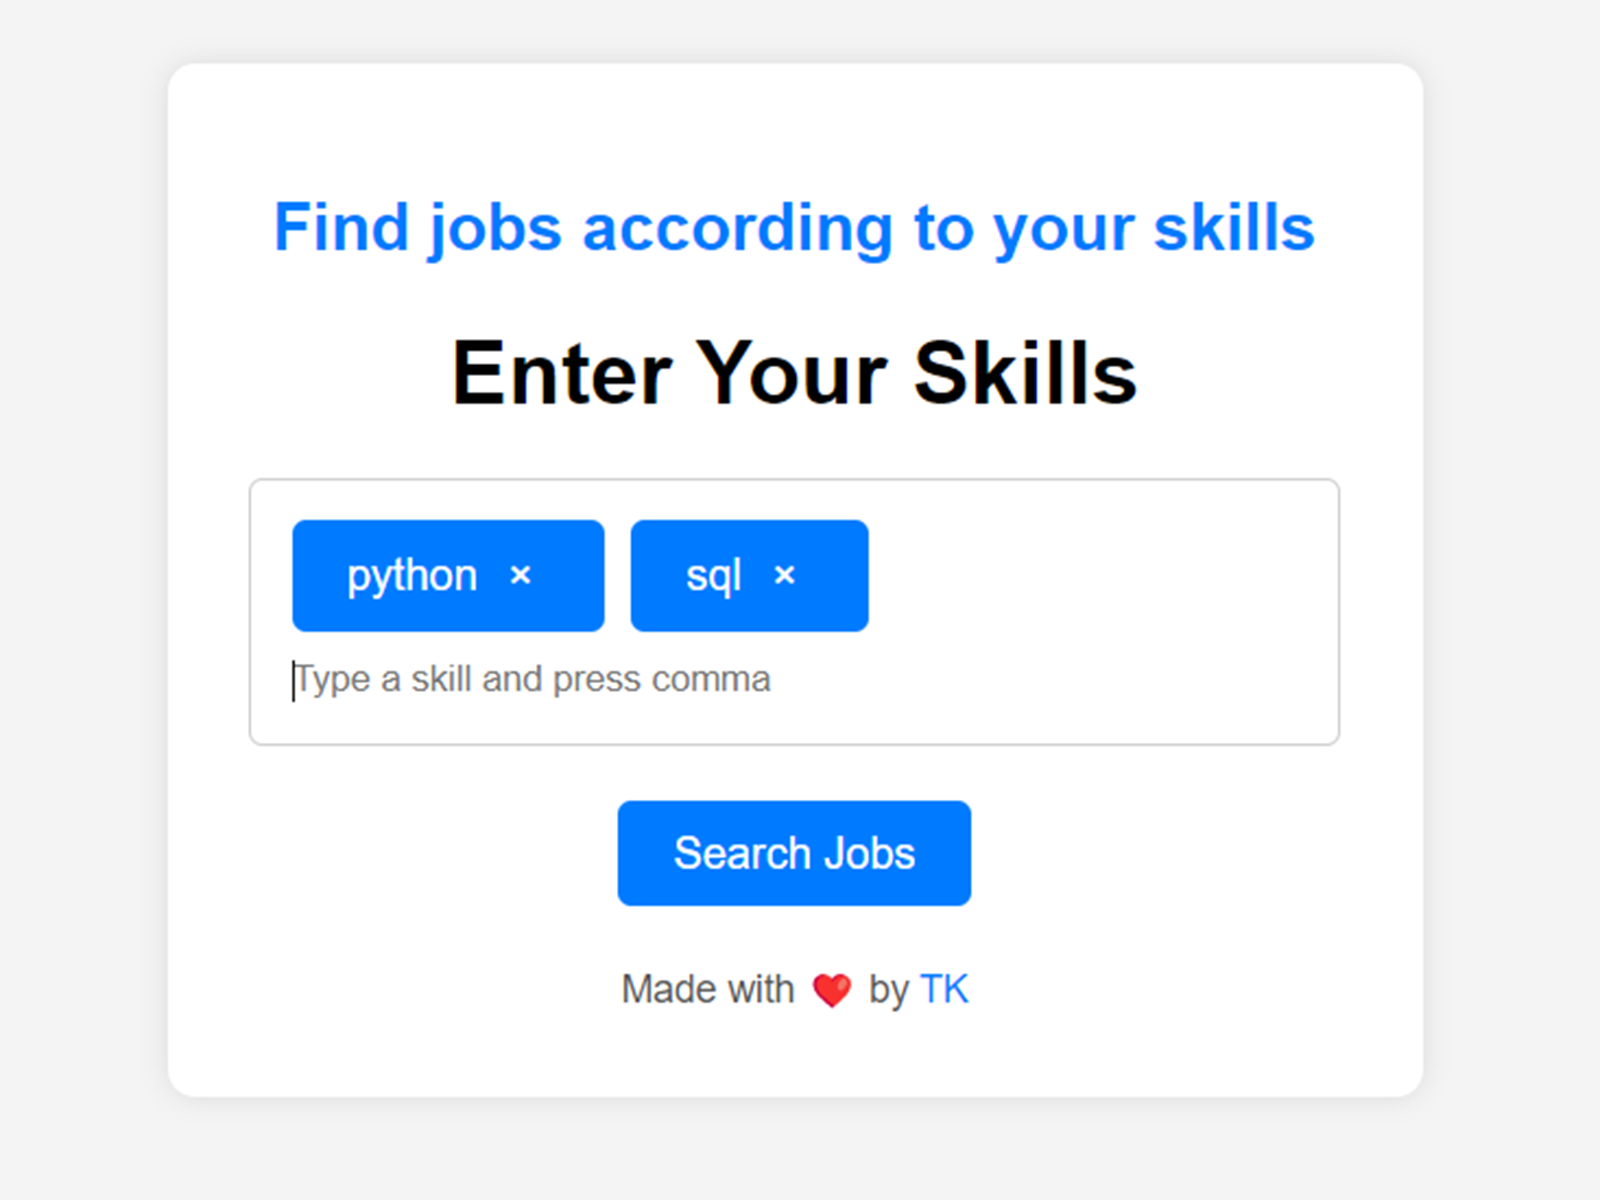 Find jobs according to your skills
Enter Your Skills
python × sql ×
Type a skill and press comma
Search Jobs
Made with ❤️ by TK